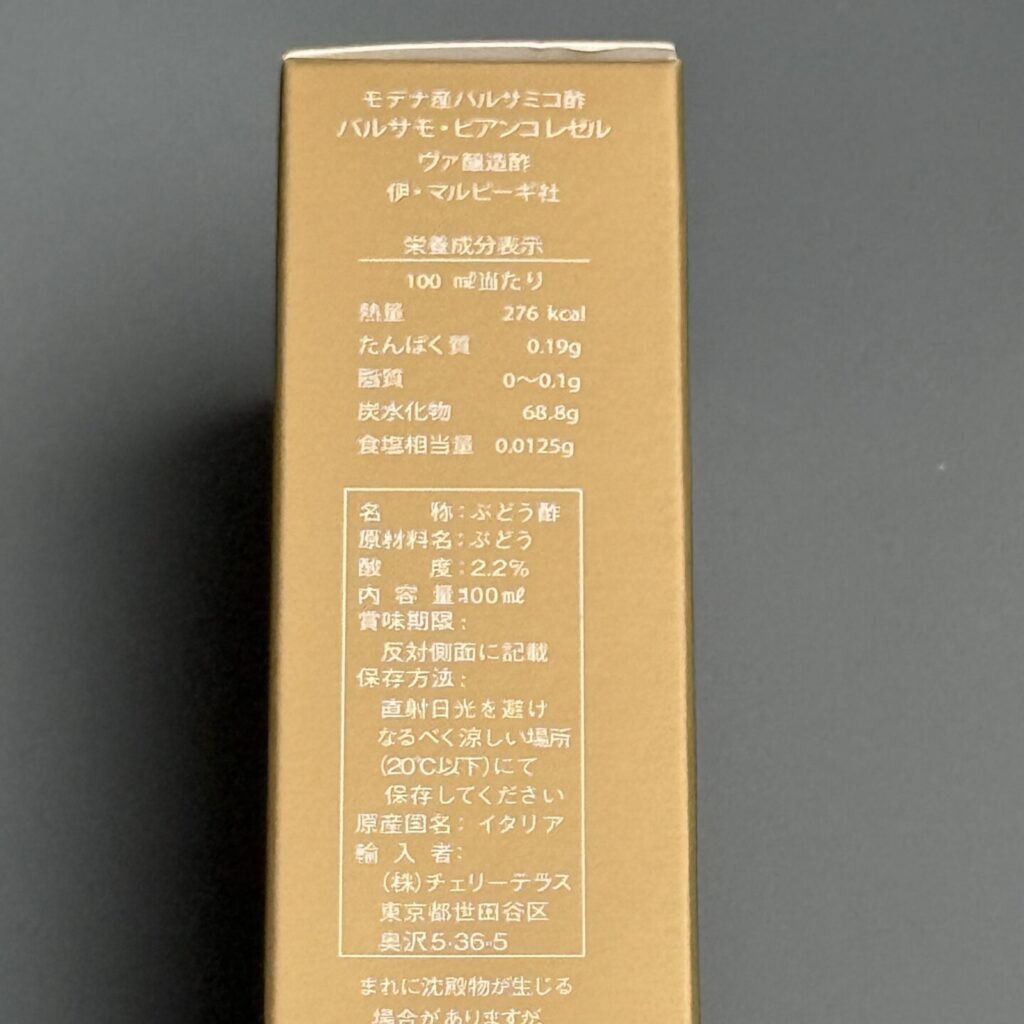 モデナ産バルサミコ酢
バルサモ・ビアンコ レゼル
ヴァ醸造酢
伊・マルピーギ社
栄養成分表示
100 ㎖当たり
熱量 276 kcal
たんぱく質 0.19g
脂質 0〜0.1g
炭水化物 68.8g
食塩相当量 0.0125g
名 称：ぶどう酢
原材料名：ぶどう
酸 度：2.2%
内 容 量：100㎖
賞味期限：
反対側面に記載
保存方法：
直射日光を避け
なるべく涼しい場所
(20℃以下)にて
保存してください
原産国名：イタリア
輸 入 者：
(株)チェリーテラス
東京都世田谷区
奥沢5-36-5
まれに沈殿物が生じる
場合がありますが、